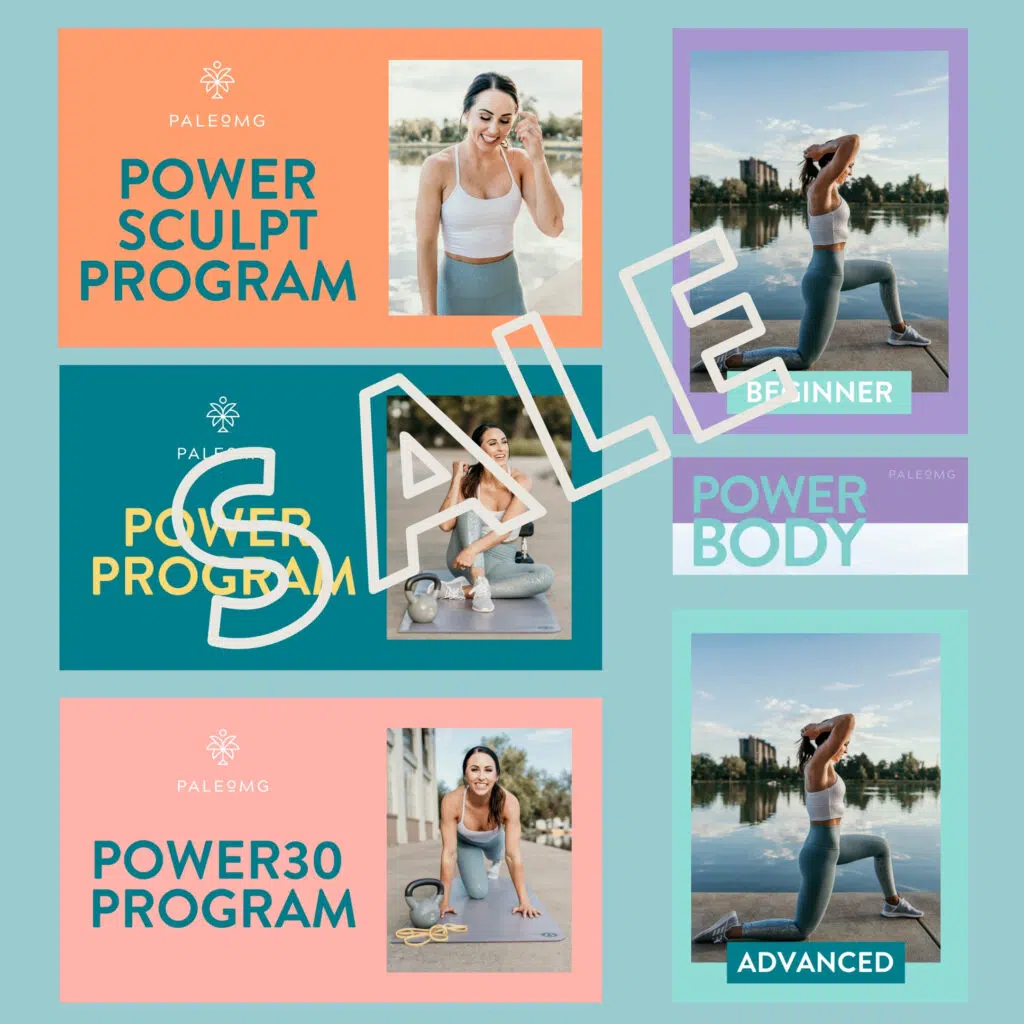 PALEOMG
POWER
SCULPT
PROGRAM
PALEOMG
POWER
PROGRAM
PALEOMG
POWER30
PROGRAM
SALE
BEGINNER
PALEOMG
POWER
BODY
ADVANCED